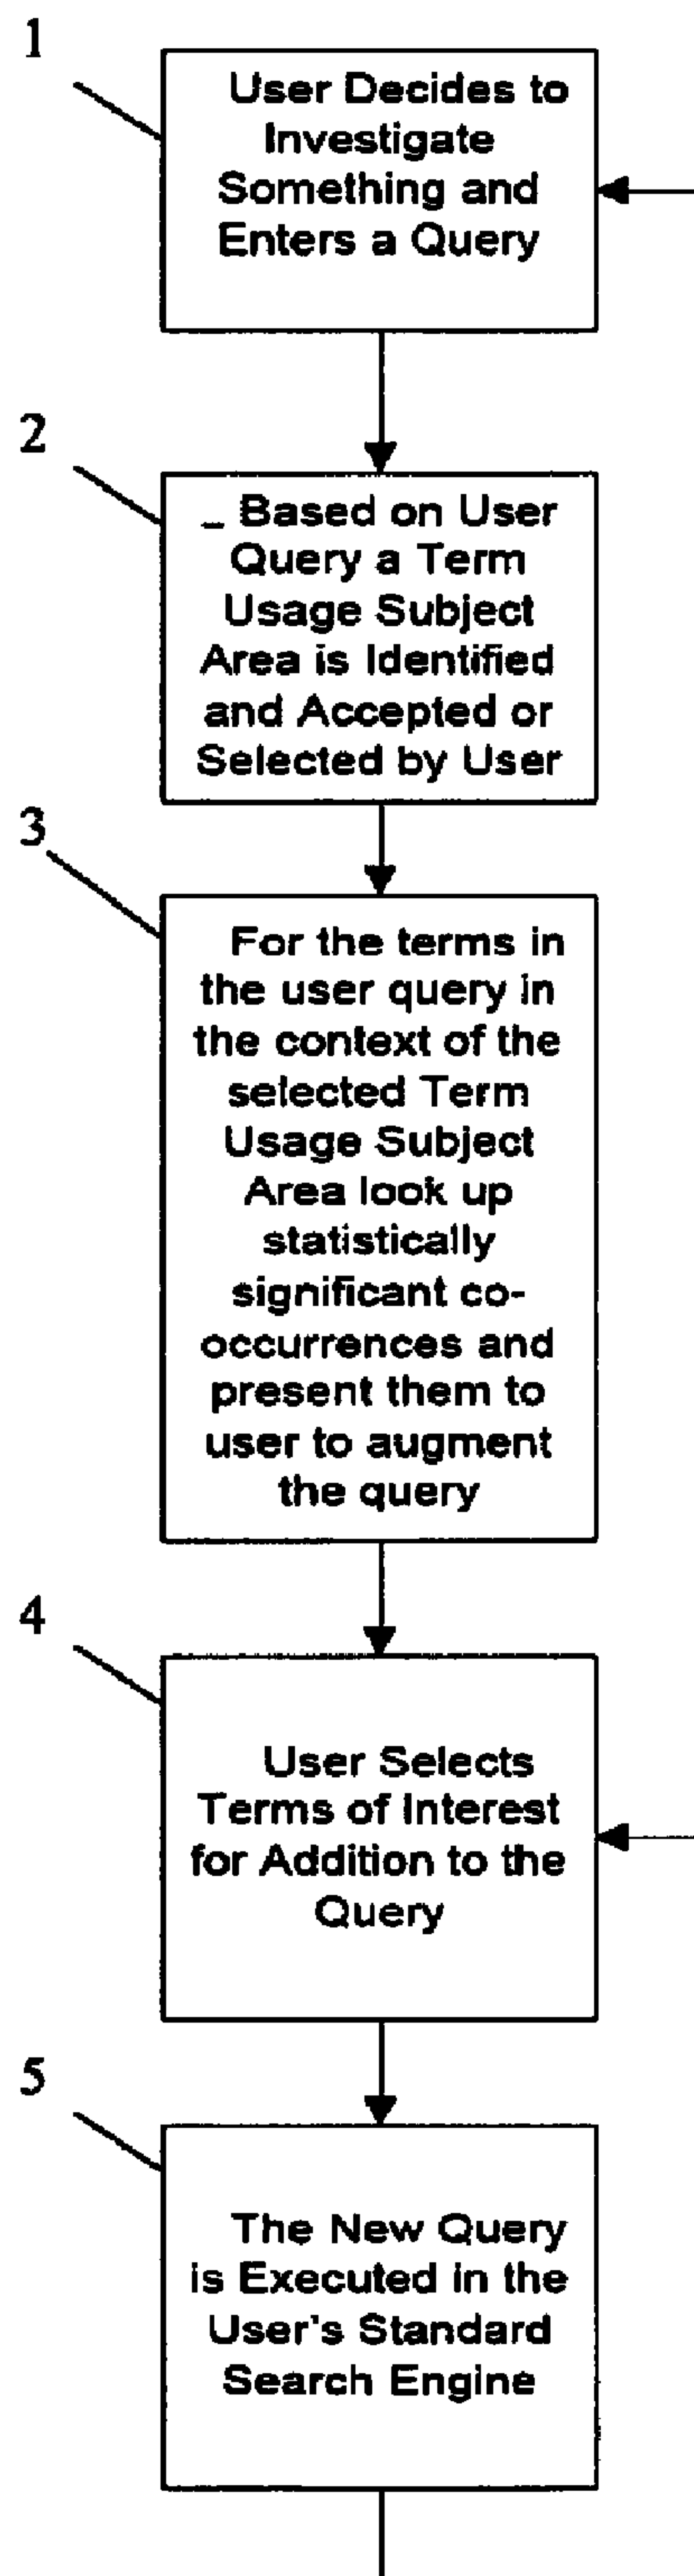 1
User Decides to
Investigate
Something and
Enters a Query
2
_ Based on User
Query a Term
Usage Subject
Area is Identified
and Accepted or
Selected by User
3
For the terms in
the user query in
the context of the
selected Term
Usage Subject
Area look up
statistically
significant co-
occurrences and
present them to
user to augment
the query
4
User Selects
Terms of Interest
for Addition to the
Query
5
The New Query
is Executed in the
User's Standard
Search Engine